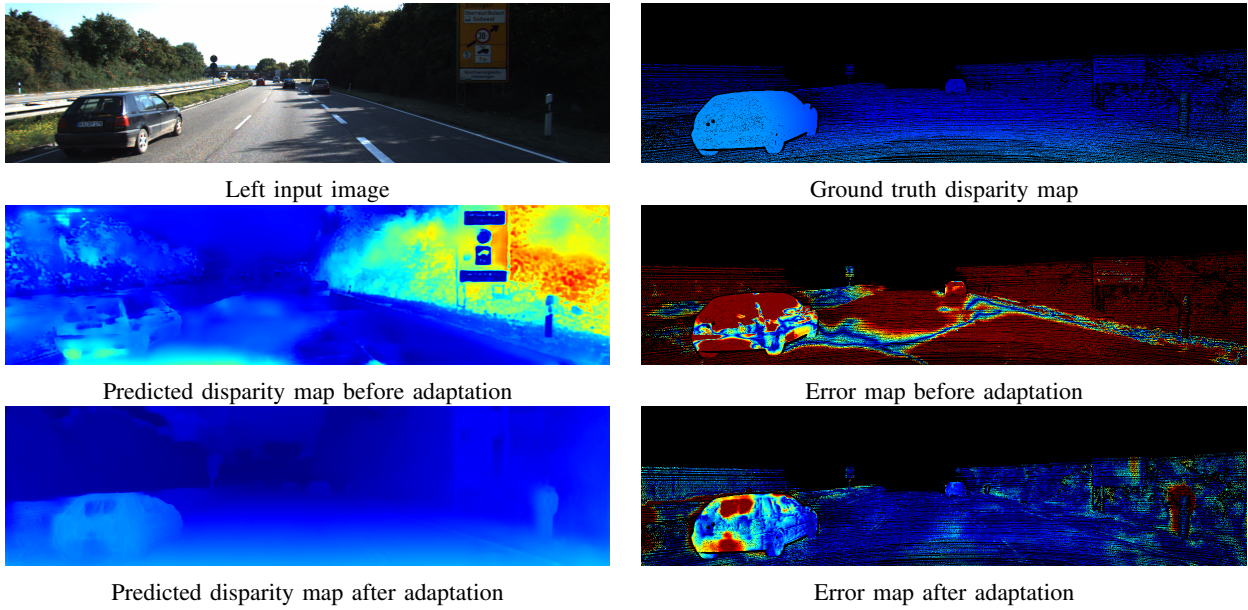 Left input image
Ground truth disparity map
Predicted disparity map before adaptation
Error map before adaptation
Predicted disparity map after adaptation
Error map after adaptation